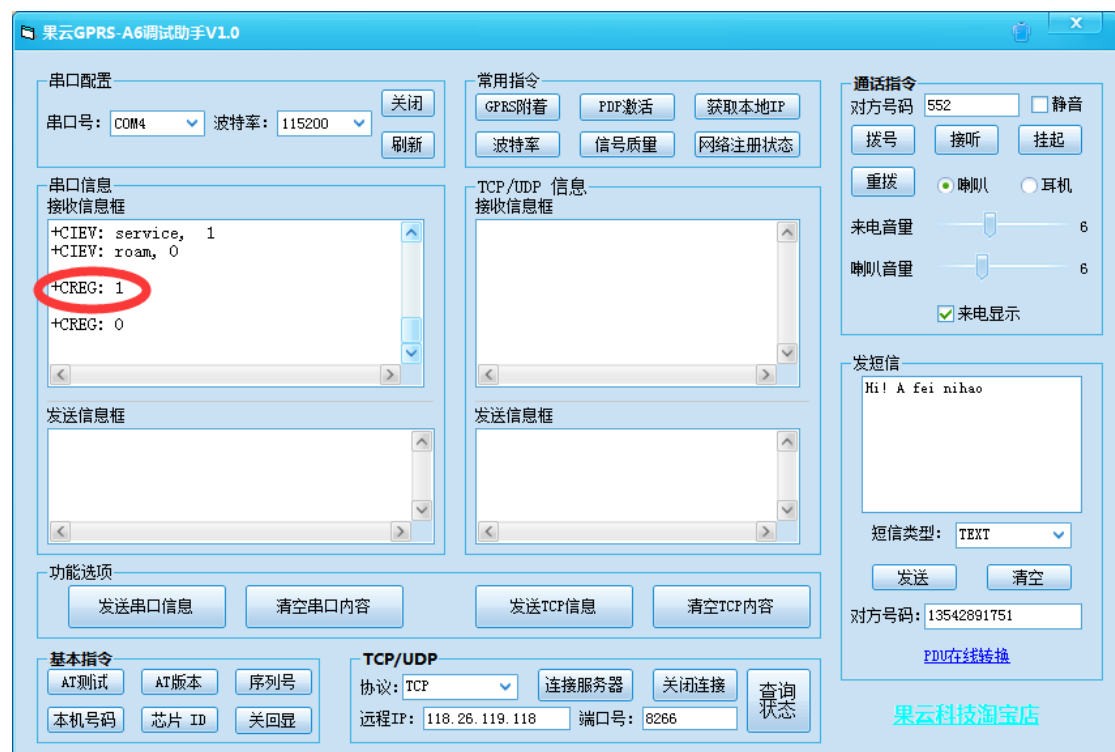 果云GPRS-A6调试助手V1.0
串口配置
串口号: COM4 波特率: 115200
关闭
刷新
常用指令
GPRS附着 PDP激活 获取本地IP
波特率 信号质量 网络注册状态
通话指令
对方号码 552 静音
拨号 接听 挂起
重拨 喇叭 耳机
来电音量 6
喇叭音量 6
来电显示
串口信息
接收信息框
+CIEV: service, 1
+CIEV: roam, 0
+CREG: 1
+CREG: 0
发送信息框
TCP/UDP 信息
接收信息框
发送信息框
发短信
Hi! A fei nihao
短信类型: TEXT
发送 清空
对方号码: 13542891751
PDU在线转换
果云科技淘宝店
功能选项
发送串口信息 清空串口内容 发送TCP信息 清空TCP内容
基本指令
AT测试 AT版本 序列号
本机号码 芯片 ID 关回显
TCP/UDP
协议: TCP 连接服务器 关闭连接
远程IP: 118.26.119.118 端口号: 8266
查询
状态